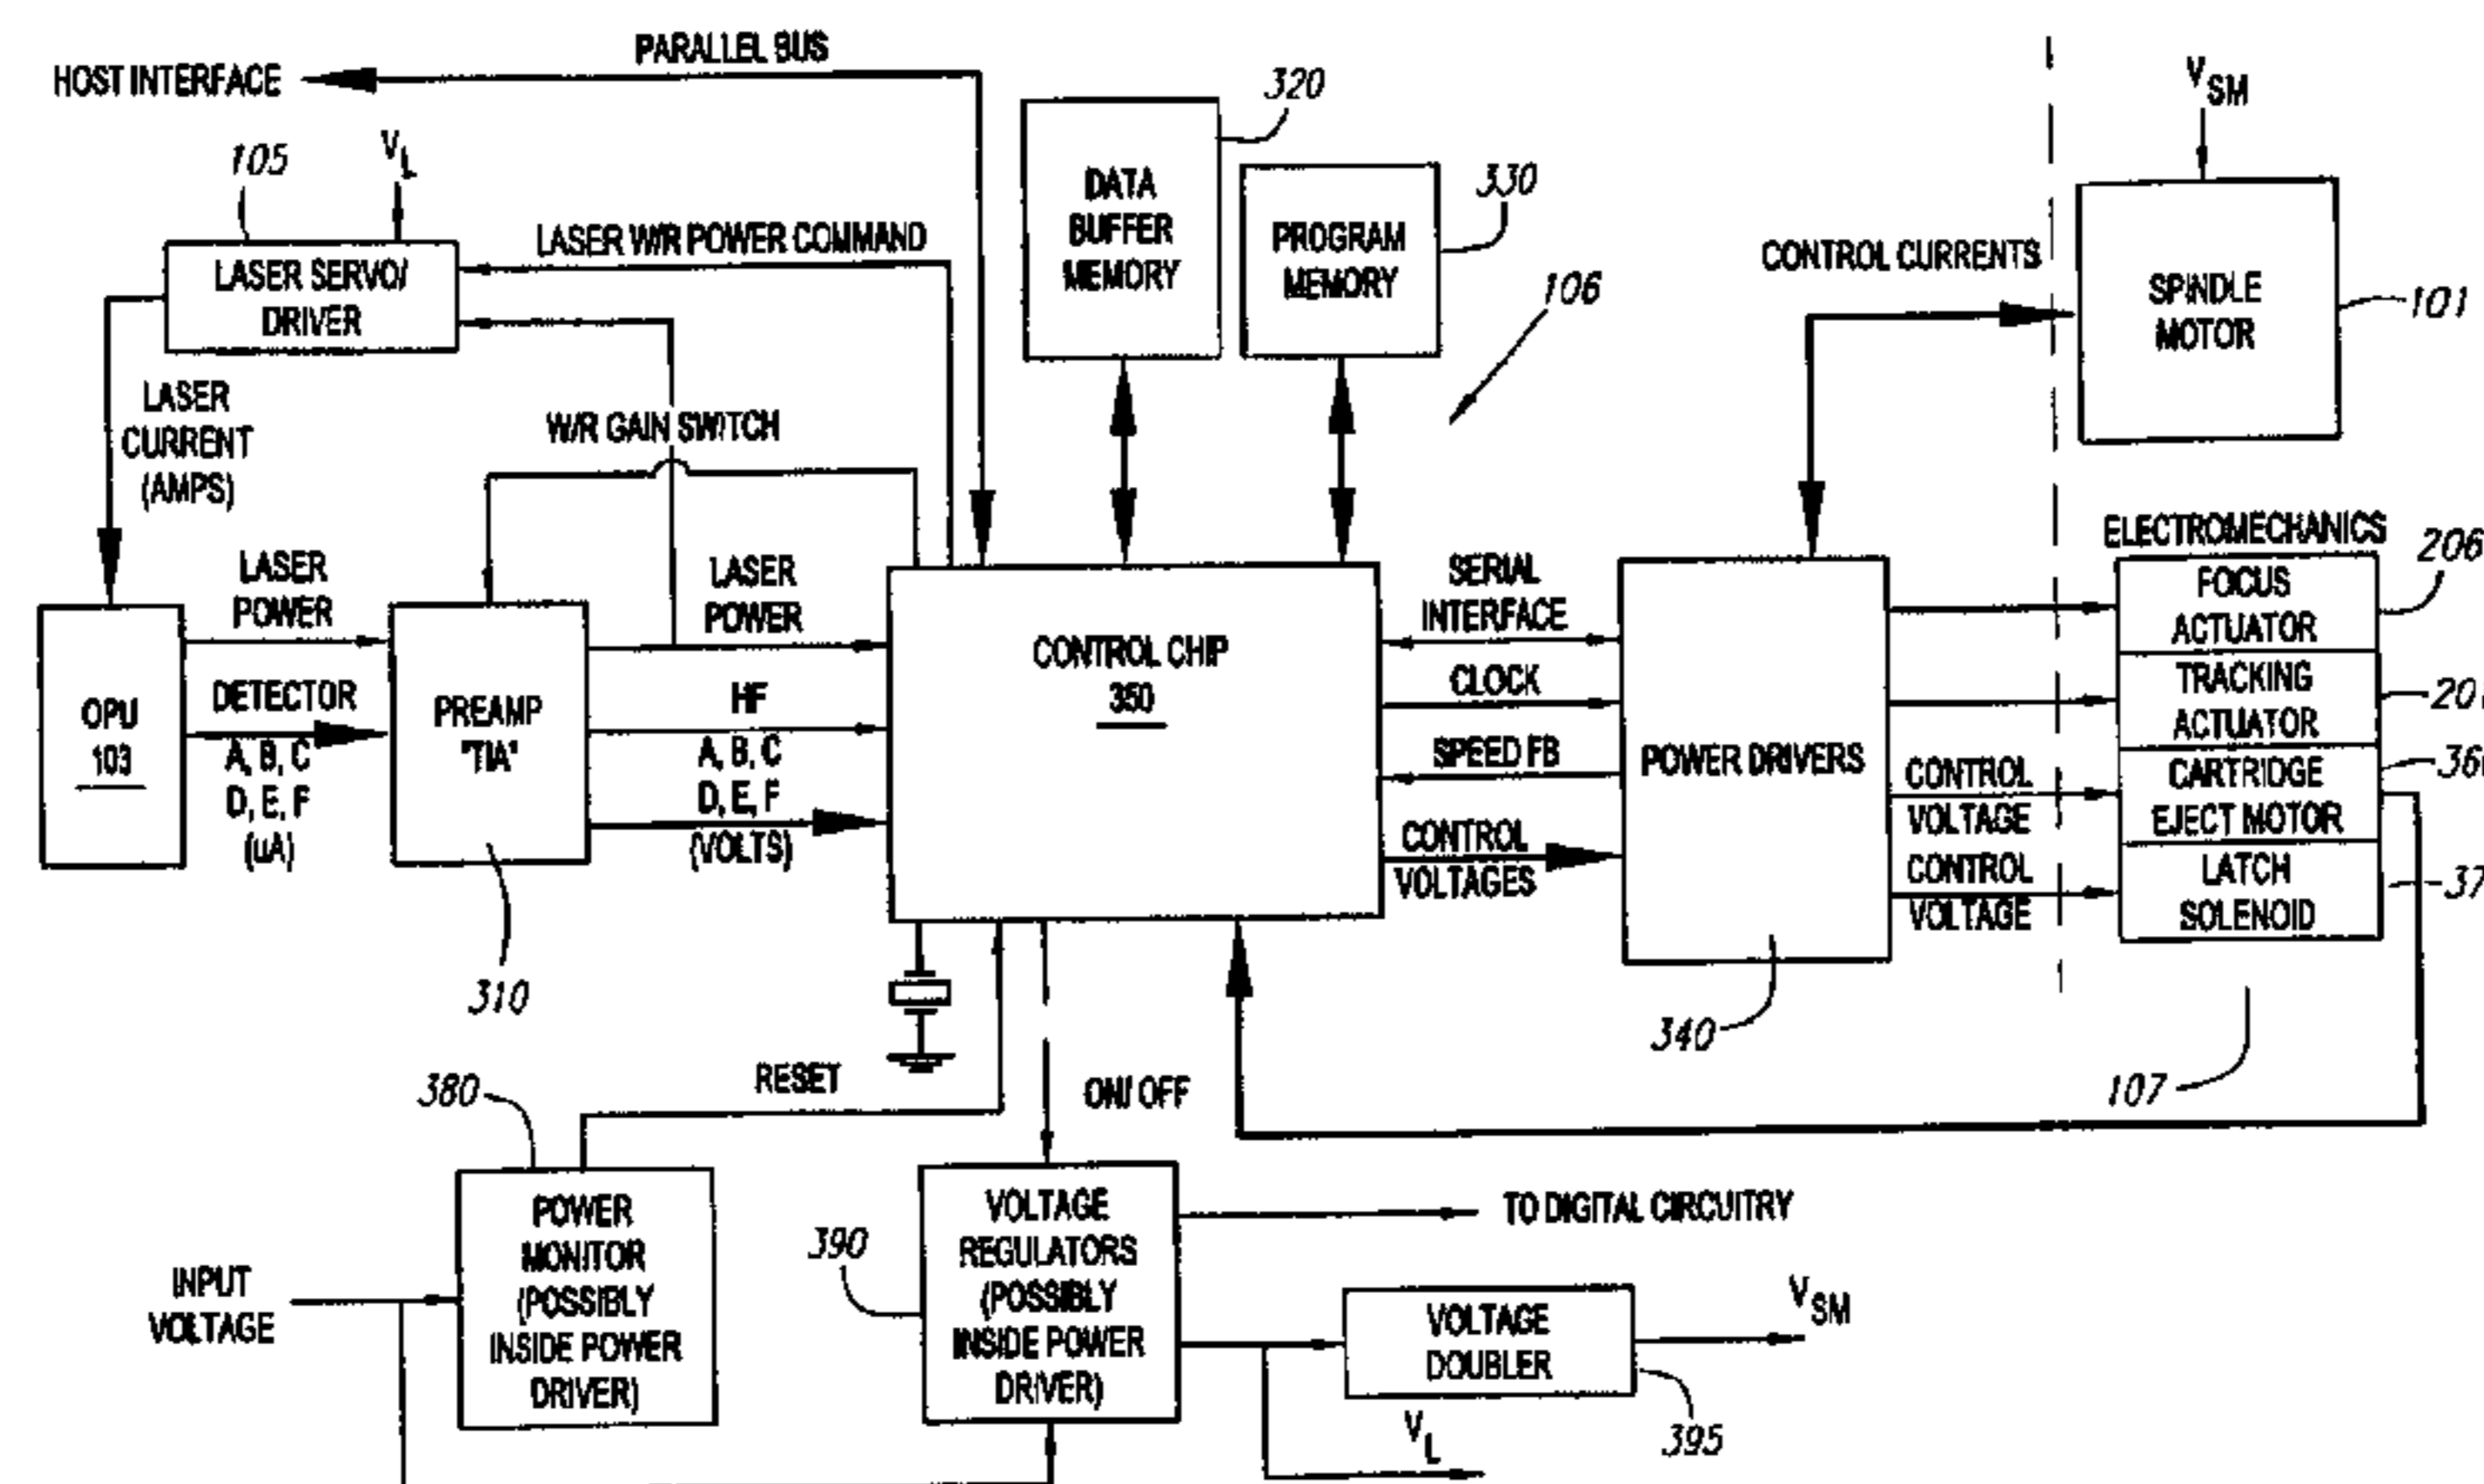 PARALLEL BUS
HOST INTERFACE
320
V
SM
105
V
L
DATA
BUFFER
MEMORY
330
PROGRAM
MEMORY
LASER W/R POWER COMMAND
CONTROL CURRENTS
LASER SERVO/
DRIVER
106
SPINDLE
MOTOR
101
LASER
CURRENT
(AMPS)
W/R GAIN SWITCH
ELECTROMECHANICS
206
LASER
POWER
LASER
POWER
SERIAL
INTERFACE
FOCUS
ACTUATOR
CONTROL CHIP
350
OPU
103
DETECTOR
A, B, C
D, E, F
(uA)
PREAMP
"TIA"
HF
A, B, C
D, E, F
(VOLTS)
CLOCK
SPEED FB
CONTROL
VOLTAGES
POWER DRIVERS
TRACKING
ACTUATOR
CONTROL
VOLTAGE
CARTRIDGE
EJECT MOTOR
CONTROL
VOLTAGE
LATCH
SOLENOID
310
340
107
380
RESET
ON/ OFF
POWER
MONITOR
(POSSIBLY
INSIDE POWER
DRIVER)
390
VOLTAGE
REGULATORS
(POSSIBLY
INSIDE POWER
DRIVER)
TO DIGITAL CIRCUITRY
INPUT
VOLTAGE
VOLTAGE
DOUBLER
V
SM
395
V
L